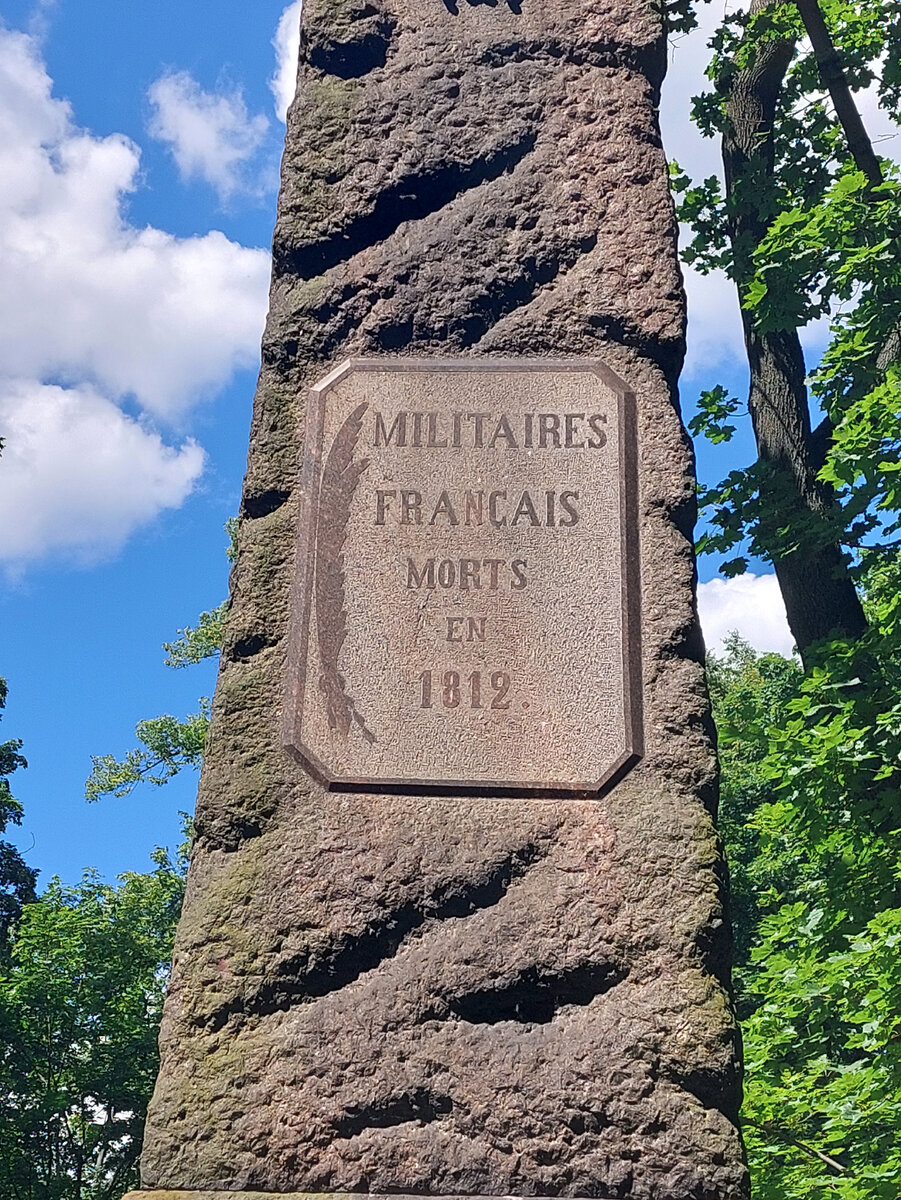 MILITAIRES
FRANÇAIS
MORTS
EN
1812.